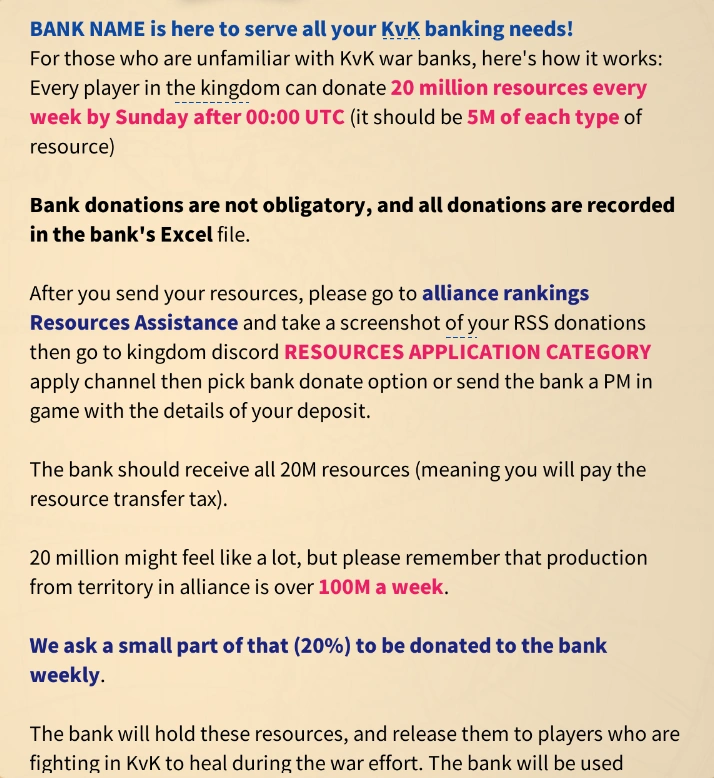 BANK NAME is here to serve all your KvK banking needs!
For those who are unfamiliar with KvK war banks, here's how it works:
Every player in the kingdom can donate 20 million resources every
week by Sunday after 00:00 UTC (it should be 5M of each type of
resource)
Bank donations are not obligatory, and all donations are recorded
in the bank's Excel file.
After you send your resources, please go to alliance rankings
Resources Assistance and take a screenshot of your RSS donations
then go to kingdom discord RESOURCES APPLICATION CATEGORY
apply channel then pick bank donate option or send the bank a PM in
game with the details of your deposit.
The bank should receive all 20M resources (meaning you will pay the
resource transfer tax).
20 million might feel like a lot, but please remember that production
from territory in alliance is over 100M a week.
We ask a small part of that (20%) to be donated to the bank
weekly.
The bank will hold these resources, and release them to players who are
fighting in KvK to heal during the war effort. The bank will be used